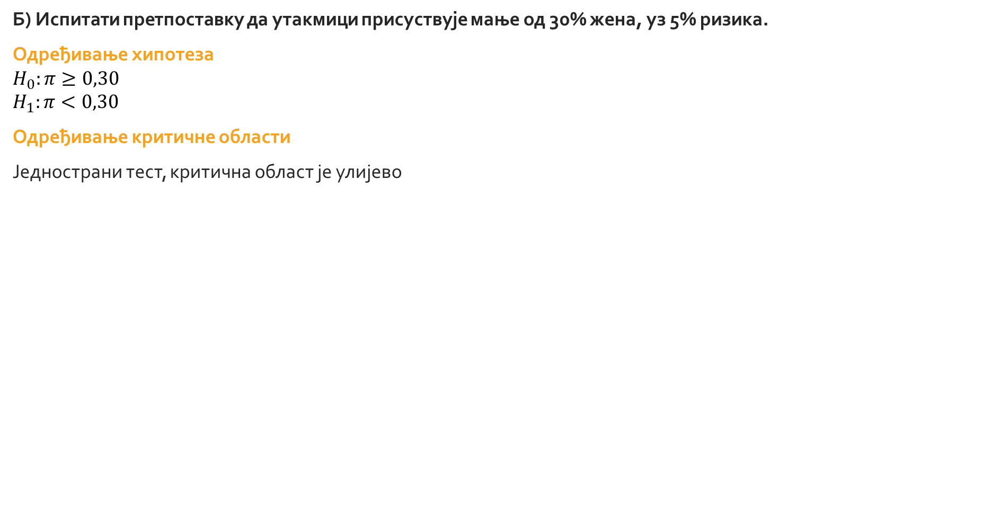 Б) Испитати претпоставку да утакмици присуствује мање од 30% жена, уз 5% ризика.
Одређивање хипотеза
𝐻₀: 𝜋 ≥ 0,30
𝐻₁: 𝜋 < 0,30
Одређивање критичне области
Једнострани тест, критична област је улијево